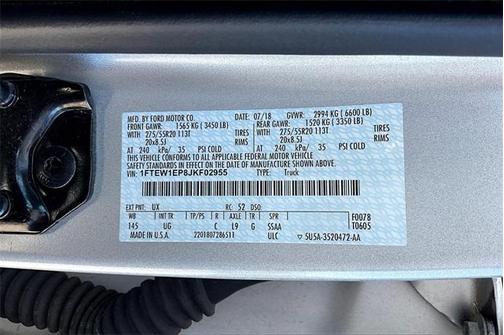 MFD. BY FORD MOTOR CO. 07/18 GVWR: 2994 KG ( 6600 LB)
FRONT GAWR: 1565 KG ( 3450 LB) REAR GAWR: 1520 KG ( 3350 LB)
275/55R20 113T TIRES 275/55R20 113T TIRES
20x8.5J RIMS 20x8.5J RIMS
AT 240 kPa/ 35 PSI COLD AT 240 kPa/ 35 PSI COLD
THIS VEHICLE CONFORMS TO ALL APPLICABLE FEDERAL MOTOR VEHICLE
SAFETY STANDARDS IN EFFECT ON THE DATE OF MANUFACTURE SHOWN ABOVE.
VIN: 1FTEW1EP8JKF02955 TYPE: Truck
EXT PNT: UX RC: 52 DSO: F0078
WB INT TR TP/PS R AXLE TR SPR T0605
145 UG C L9 G SSAA
MADE IN U.S.A. 2201807286511 ULC 5U5A-3520472-AA